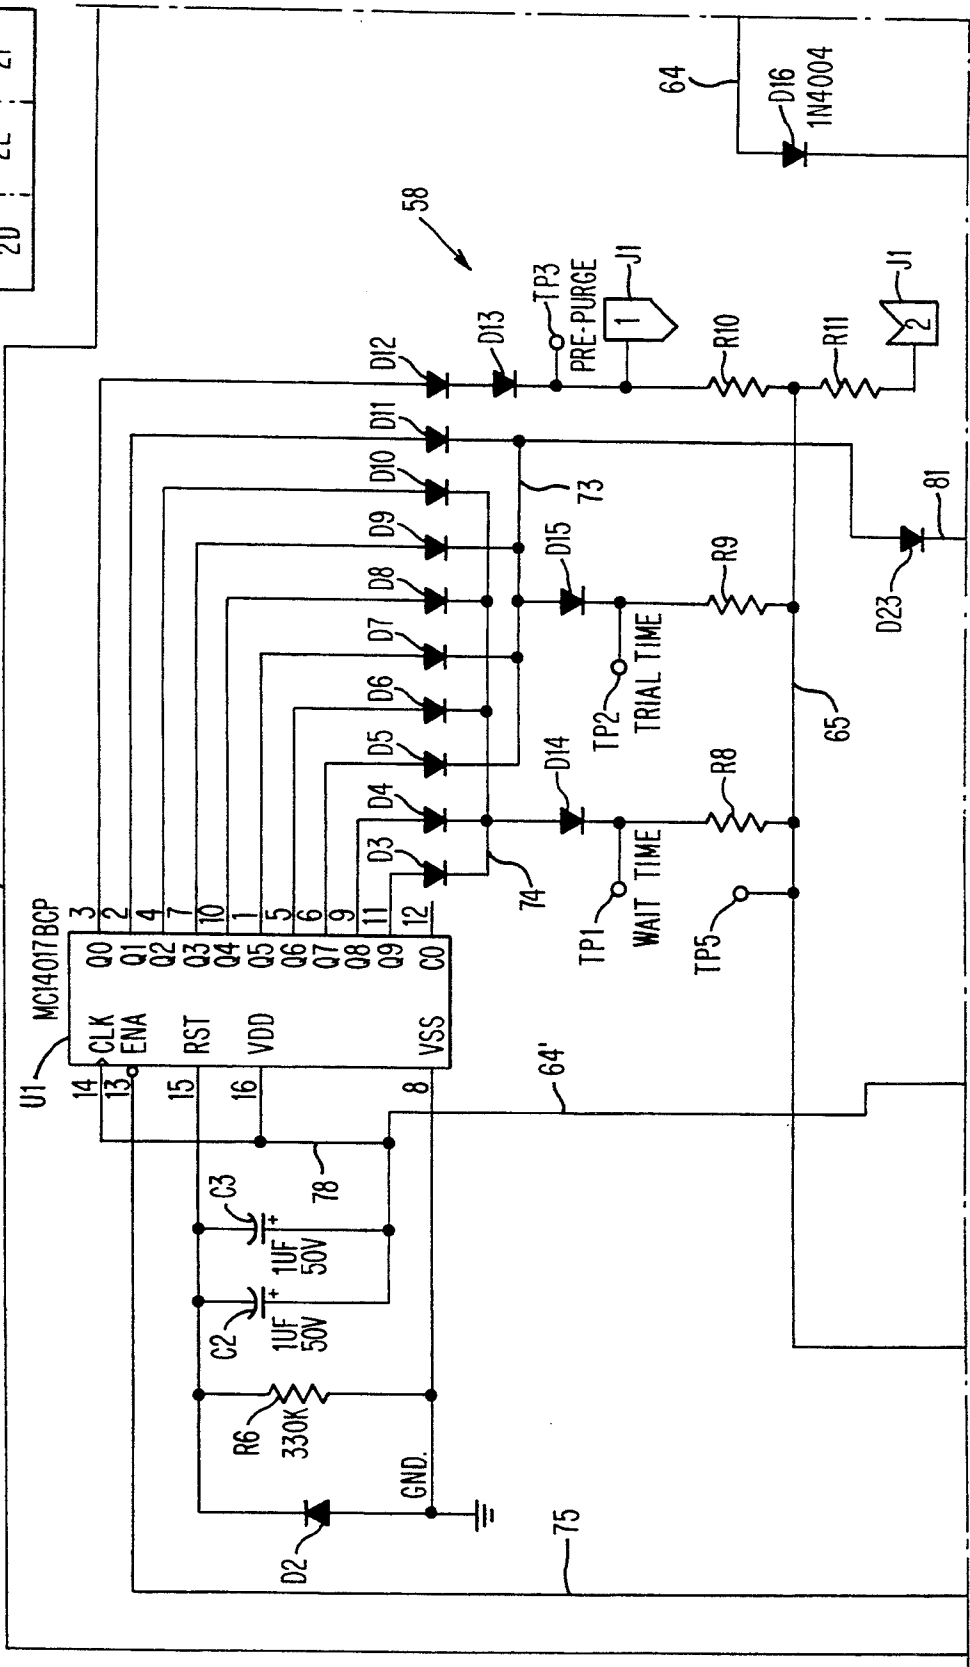 2D 2E 2F
58
64
D16
1N4004
U1
MC14017BCP
14 CLK Q0 3
13 ENA Q1 2
Q2 4
15 RST Q3 7
Q4 10
16 VDD Q5 1
Q6 5
Q7 6
Q8 9
Q9 11
8 VSS CO 12
78
C3
1UF
50V
C2
1UF
50V
R6
330K
D2
GND.
75
64'
D3
D4
D5
D6
D7
D8
D9
D10
D11
D12
D13
TP3
PRE-PURGE
J1
1
R10
R11
J1
2
73
74
D14
D15
TP1
WAIT TIME
TP2
TRIAL TIME
R8
R9
TP5
65
D23
81